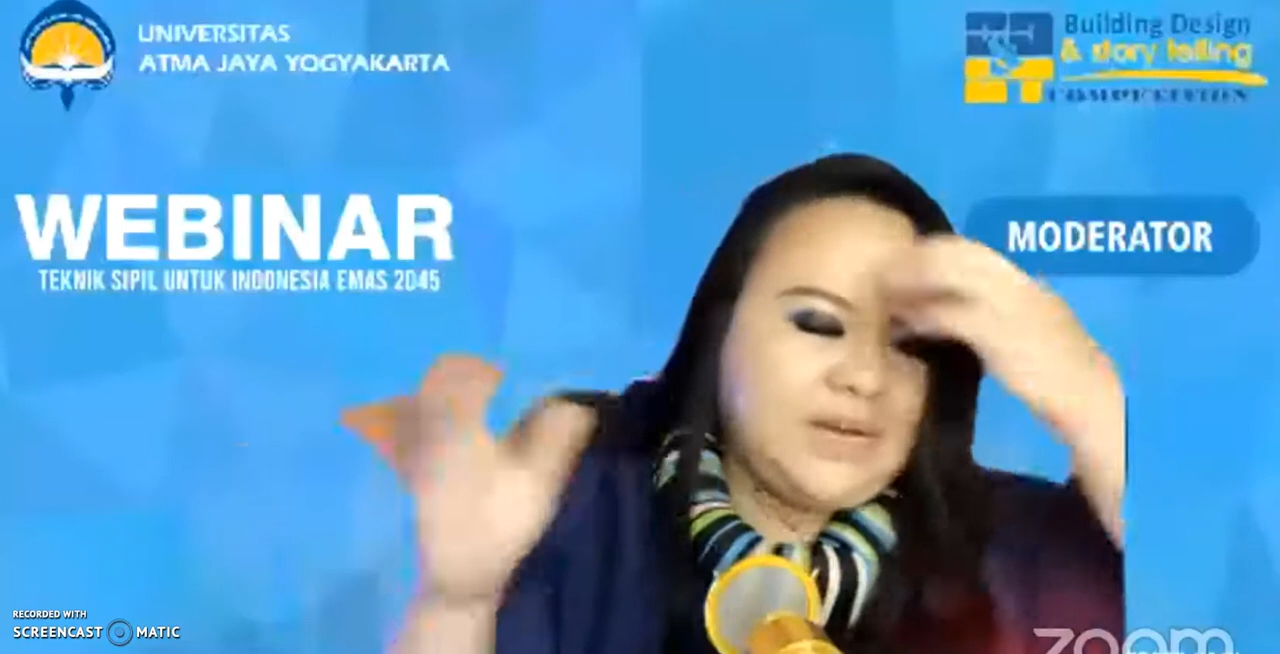 UNIVERSITAS
ATMA JAYA YOGYAKARTA
Building Design
& story telling
COMPETITION
WEBINAR
TEKNIK SIPIL UNTUK INDONESIA EMAS 2045
MODERATOR
RECORDED WITH
SCREENCAST MATIC
zoom